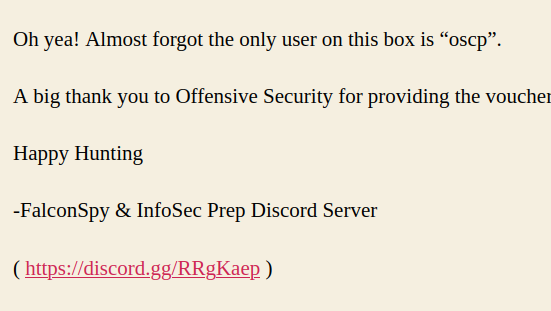 Oh yea! Almost forgot the only user on this box is “oscp”.
A big thank you to Offensive Security for providing the voucher
Happy Hunting
-FalconSpy & InfoSec Prep Discord Server
( https://discord.gg/RRgKaep )